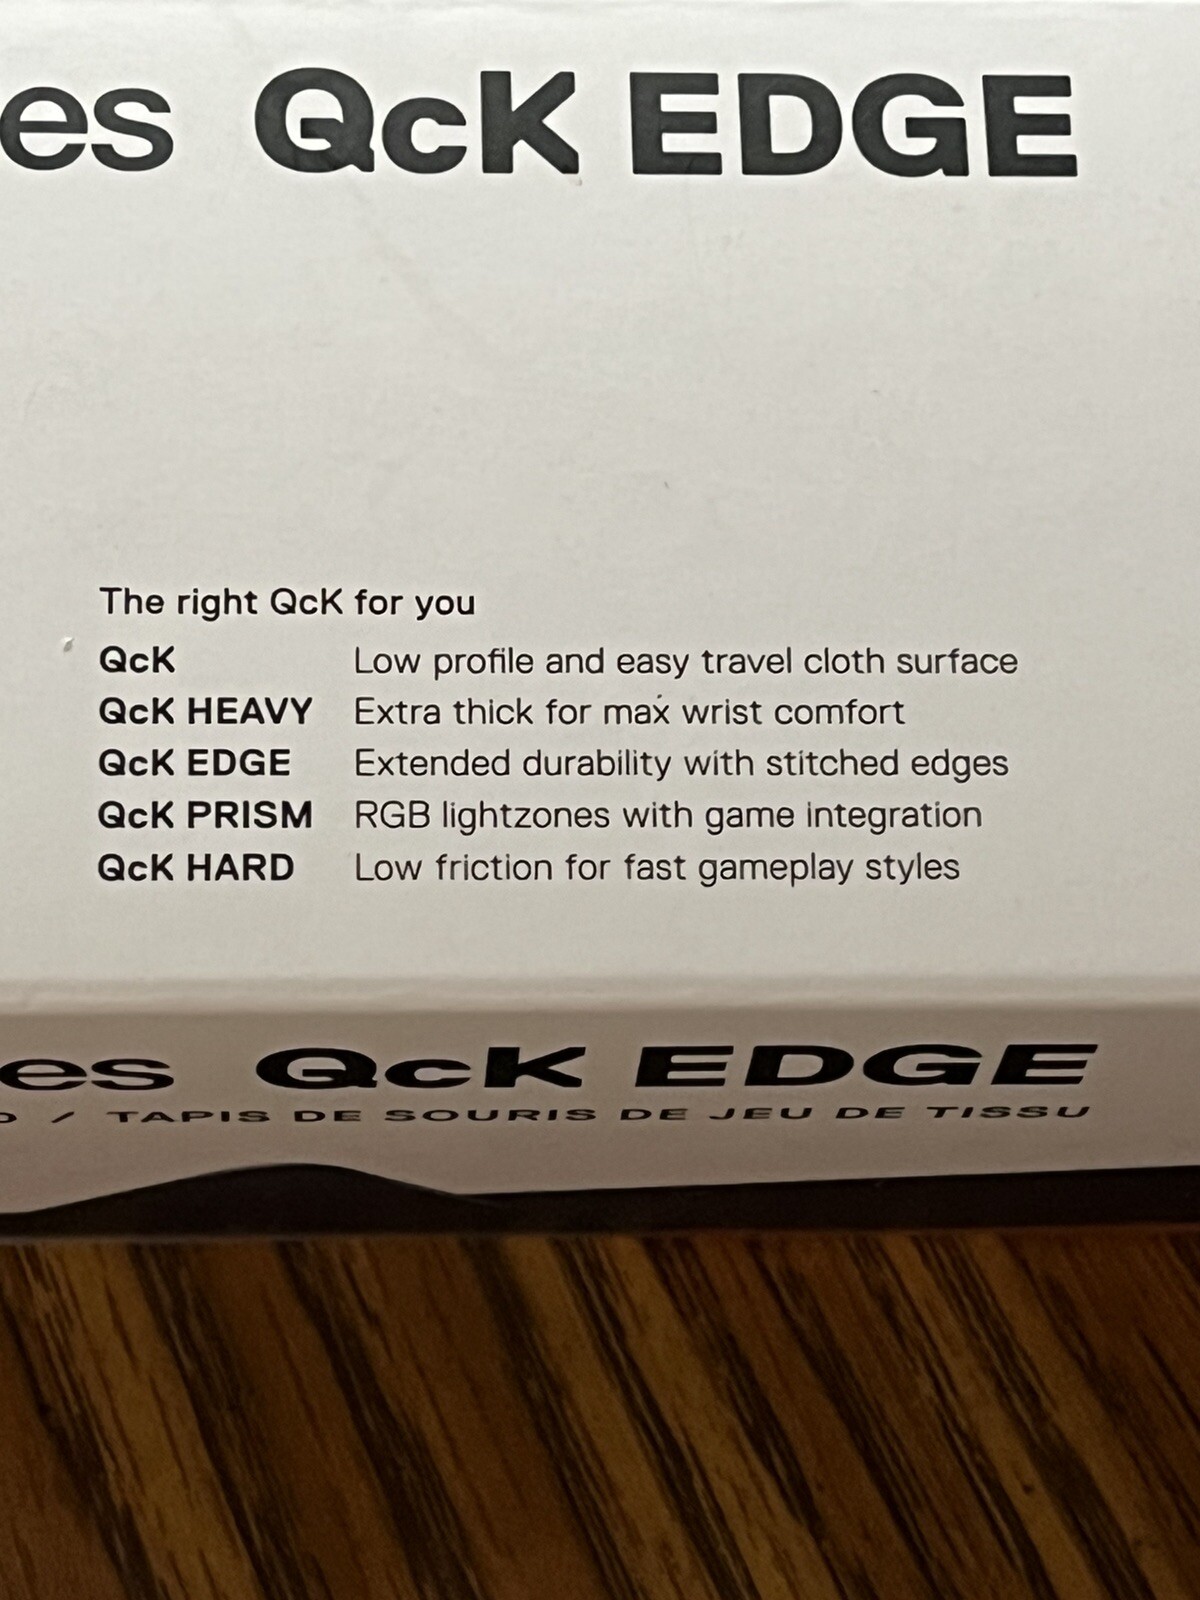 es QcK EDGE
The right QcK for you
QcK Low profile and easy travel cloth surface
QcK HEAVY Extra thick for max wrist comfort
QcK EDGE Extended durability with stitched edges
QcK PRISM RGB lightzones with game integration
QcK HARD Low friction for fast gameplay styles
es QcK EDGE
/ TAPIS DE SOURIS DE JEU DE TISSU